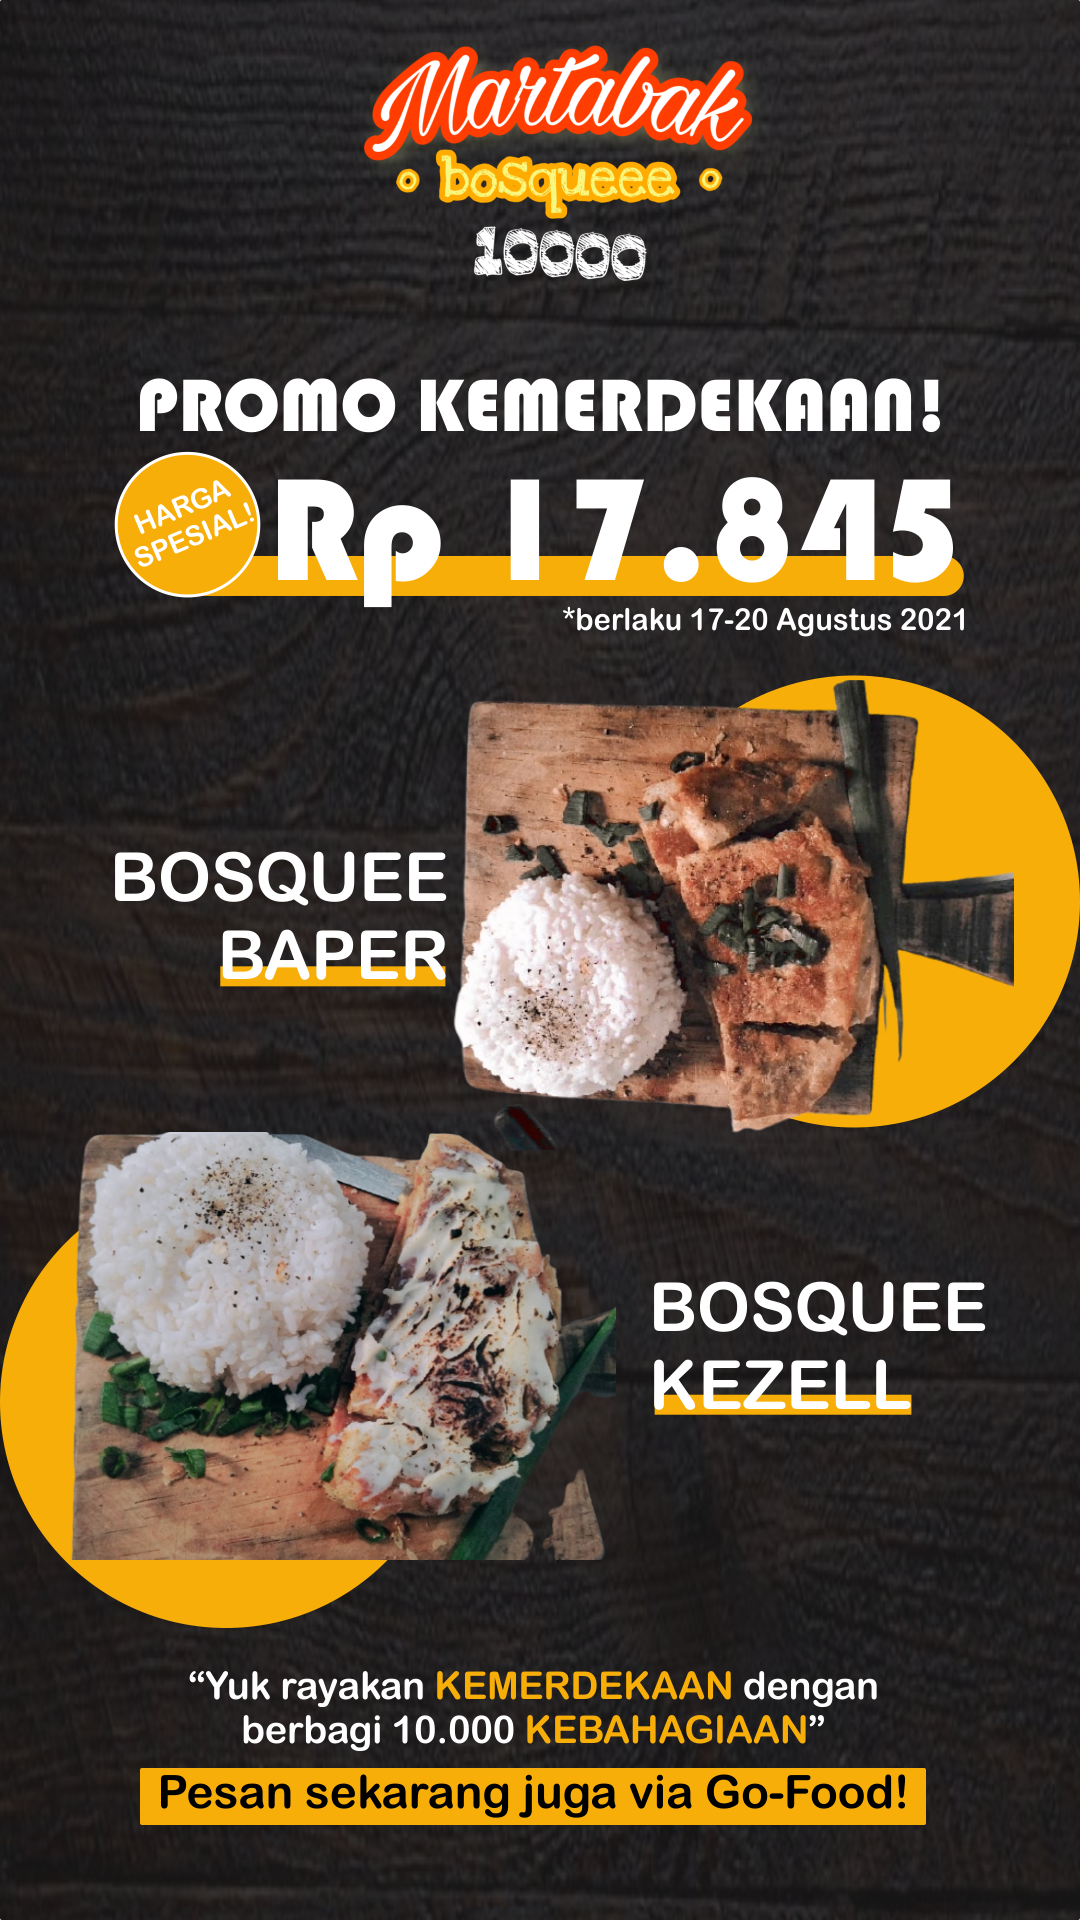 Martabak
bosqueee
10000
PROMO KEMERDEKAAN!
HARGA
SPESIAL!
Rp 17.845
*berlaku 17-20 Agustus 2021
BOSQUEE
BAPER
BOSQUEE
KEZELL
“Yuk rayakan KEMERDEKAAN dengan
berbagi 10.000 KEBAHAGIAAN”
Pesan sekarang juga via Go-Food!